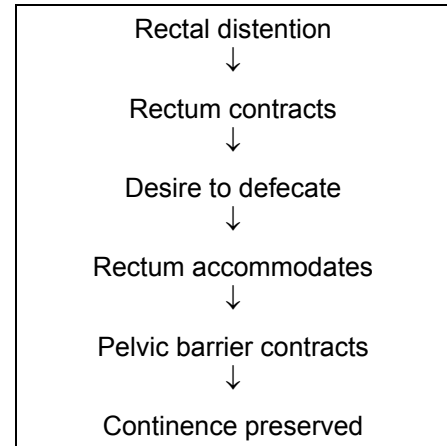 Rectal distention
↓
Rectum contracts
↓
Desire to defecate
↓
Rectum accommodates
↓
Pelvic barrier contracts
↓
Continence preserved